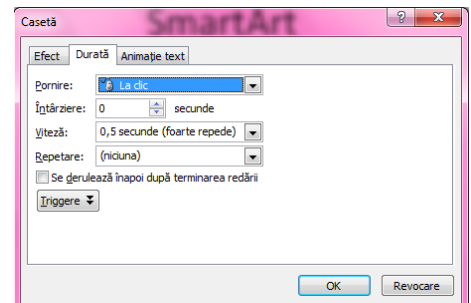 SmartArt
Casetă
Efect Durată Animație text
Pornire: La clic
Întârziere: 0 secunde
Viteză: 0,5 secunde (foarte repede)
Repetare: (niciuna)
Se derulează înapoi după terminarea redării
Triggere
OK Revocare